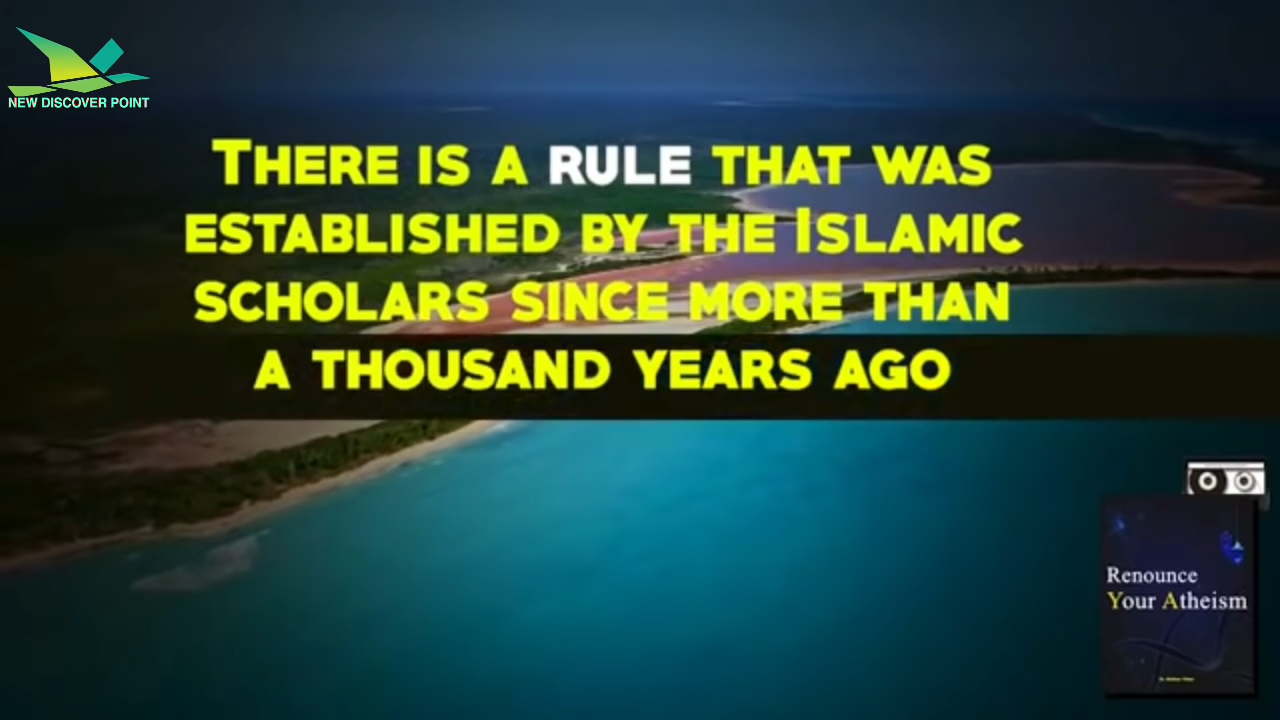 NEW DISCOVER POINT
THERE IS A RULE THAT WAS
ESTABLISHED BY THE ISLAMIC
SCHOLARS SINCE MORE THAN
A THOUSAND YEARS AGO
Renounce
Your Atheism